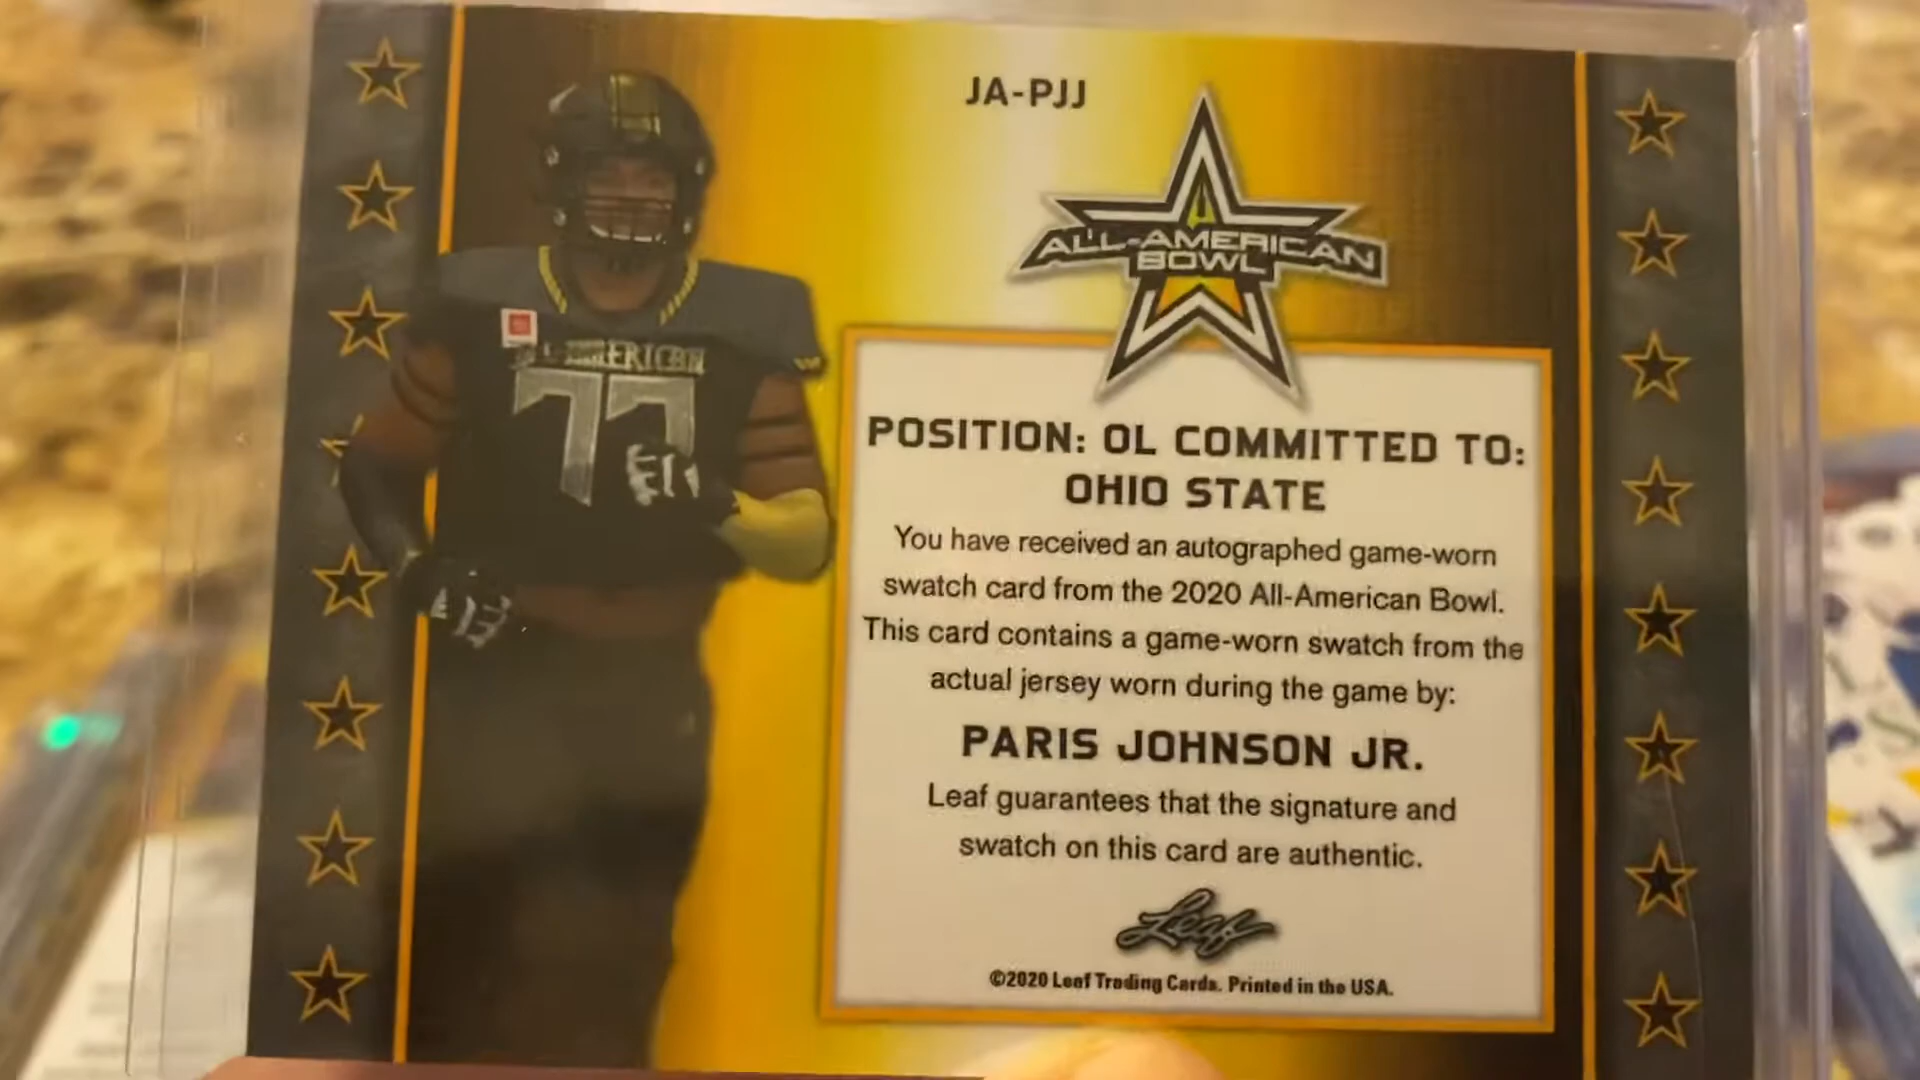 JA-PJJ
ALL-AMERICAN
BOWL
ALL-AMERICAN
77
POSITION: OL COMMITTED TO:
OHIO STATE
You have received an autographed game-worn
swatch card from the 2020 All-American Bowl.
This card contains a game-worn swatch from the
actual jersey worn during the game by:
PARIS JOHNSON JR.
Leaf guarantees that the signature and
swatch on this card are authentic.
Leaf
©2020 Leaf Trading Cards. Printed in the USA.